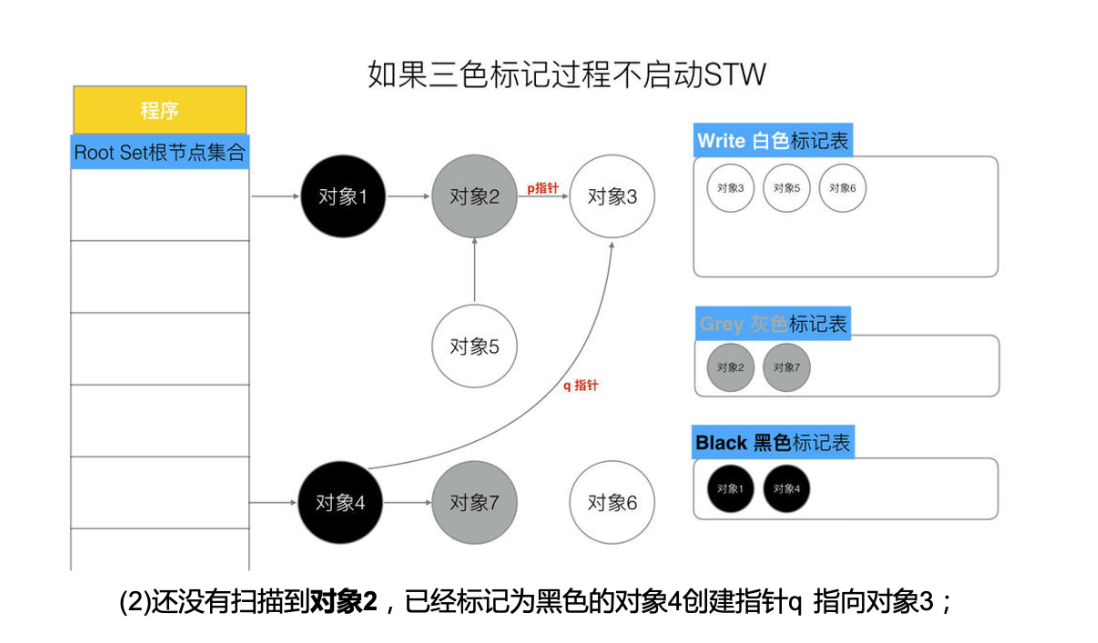 如果三色标记过程不启动STW
程序
Root Set根节点集合
对象1
对象2
p指针
对象3
对象5
q 指针
对象4
对象7
对象6
Write 白色标记表
对象3
对象5
对象6
Grey 灰色标记表
对象2
对象7
Black 黑色标记表
对象1
对象4
(2)还没有扫描到对象2，已经标记为黑色的对象4创建指针q 指向对象3；